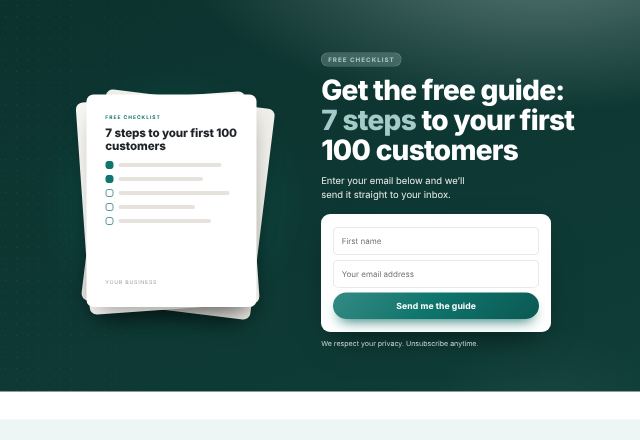 FREE CHECKLIST
7 steps to your first 100
customers
YOUR BUSINESS
FREE CHECKLIST
Get the free guide:
7 steps to your first
100 customers
Enter your email below and we'll
send it straight to your inbox.
First name
Your email address
Send me the guide
We respect your privacy. Unsubscribe anytime.